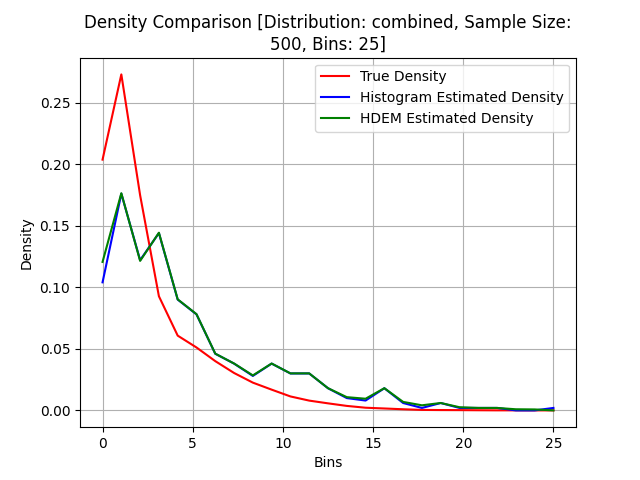 Density Comparison [Distribution: combined, Sample Size:
500, Bins: 25]
True Density
Histogram Estimated Density
HDEM Estimated Density
Density
0.25
0.20
0.15
0.10
0.05
0.00
0 5 10 15 20 25
Bins